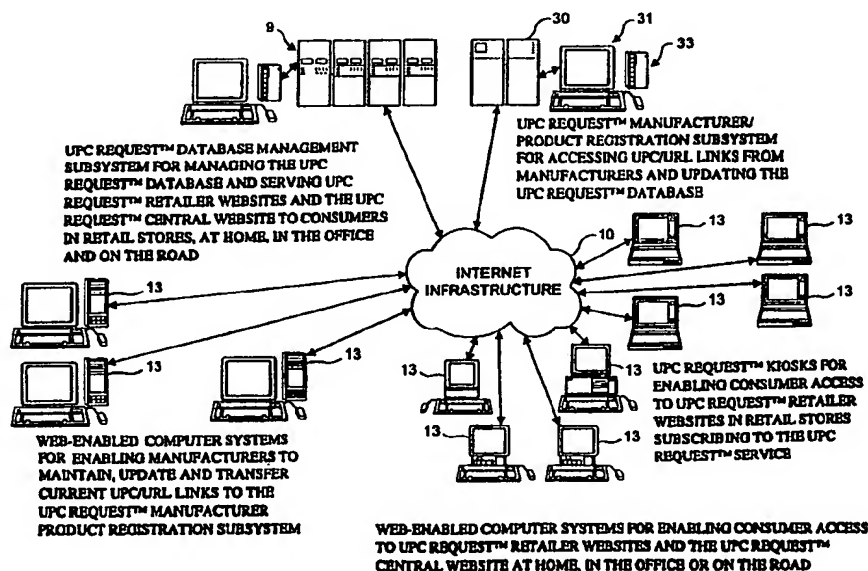 9
30
31
33
UPC REQUEST™ DATABASE MANAGEMENT
SUBSYSTEM FOR MANAGING THE UPC
REQUEST™ DATABASE AND SERVING UPC
REQUEST™ RETAILER WEBSITES AND THE UPC
REQUEST™ CENTRAL WEBSITE TO CONSUMERS
IN RETAIL STORES, AT HOME, IN THE OFFICE
AND ON THE ROAD
UPC REQUEST™ MANUFACTURER/
PRODUCT REGISTRATION SUBSYSTEM
FOR ACCESSING UPC/URL LINKS FROM
MANUFACTURERS AND UPDATING THE
UPC REQUEST™ DATABASE
10
13
13
INTERNET
INFRASTRUCTURE
13
13
13
13
13
13
13
13
13
UPC REQUEST™ KIOSKS FOR
ENABLING CONSUMER ACCESS
TO UPC REQUEST™ RETAILER
WEBSITES IN RETAIL STORES
SUBSCRIBING TO THE UPC
REQUEST™ SERVICE
WEB-ENABLED COMPUTER SYSTEMS
FOR ENABLING MANUFACTURERS TO
MAINTAIN, UPDATE AND TRANSFER
CURRENT UPC/URL LINKS TO THE
UPC REQUEST™ MANUFACTURER
PRODUCT REGISTRATION SUBSYSTEM
WEB-ENABLED COMPUTER SYSTEMS FOR ENABLING CONSUMER ACCESS
TO UPC REQUEST™ RETAILER WEBSITES AND THE UPC REQUEST™
CENTRAL WEBSITE AT HOME, IN THE OFFICE OR ON THE ROAD